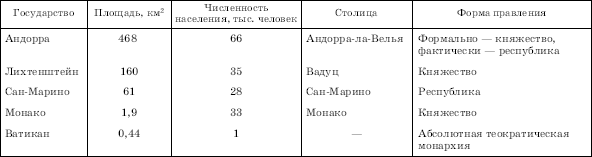 Государство Площадь, км² Численность населения, тыс. человек Столица Форма правления
Андорра 468 66 Андорра-ла-Велья Формально — княжество,
фактически — республика
Лихтенштейн 160 35 Вадуц Княжество
Сан-Марино 61 28 Сан-Марино Республика
Монако 1,9 33 Монако Княжество
Ватикан 0,44 1 — Абсолютная теократическая
монархия